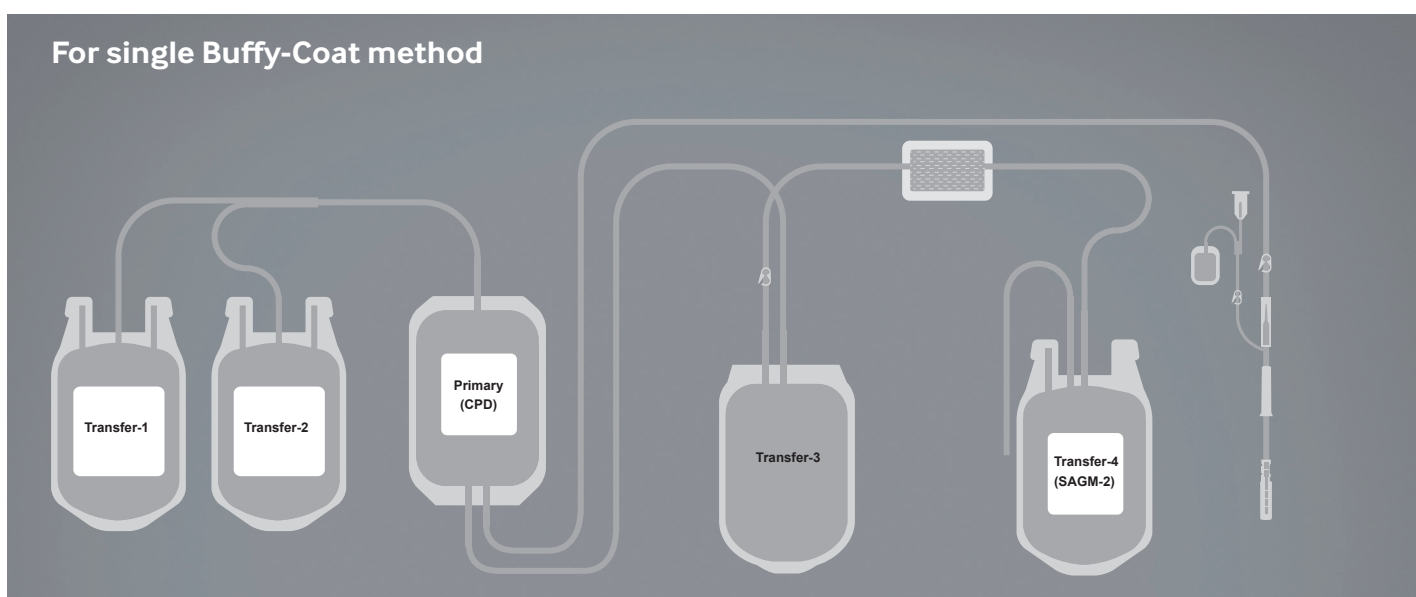 For single Buffy-Coat method
Transfer-1
Transfer-2
Primary
(CPD)
Transfer-3
Transfer-4
(SAGM-2)